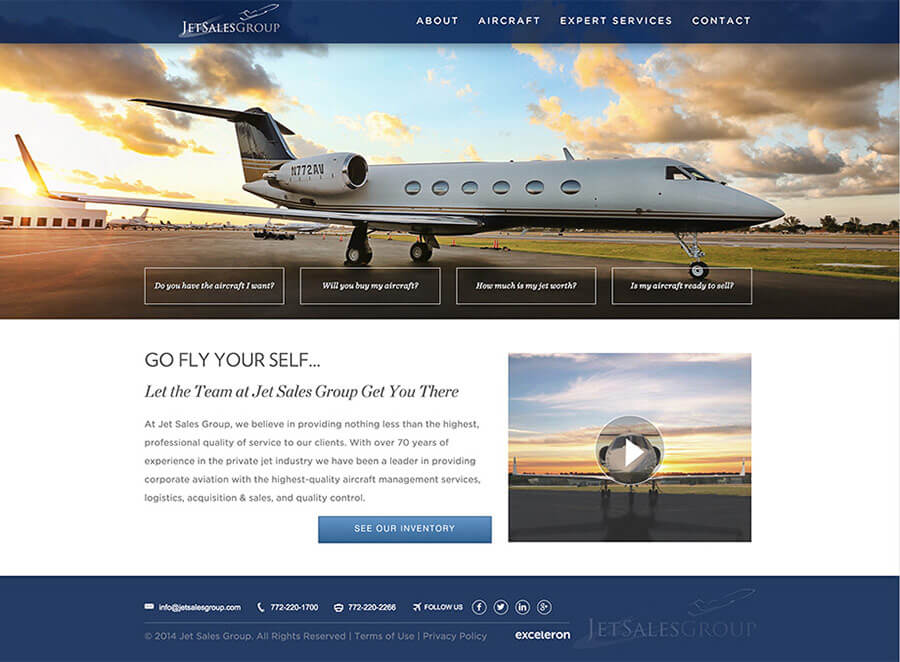 JETSALESGROUP
ABOUT AIRCRAFT EXPERT SERVICES CONTACT
N772AV
Do you have the aircraft I want? Will you buy my aircraft? How much is my jet worth? Is my aircraft ready to sell?
GO FLY YOUR SELF...
Let the Team at Jet Sales Group Get You There
At Jet Sales Group, we believe in providing nothing less than the highest,
professional quality of service to our clients. With over 70 years of
experience in the private jet industry we have been a leader in providing
corporate aviation with the highest-quality aircraft management services,
logistics, acquisition & sales, and quality control.
SEE OUR INVENTORY
info@jetsalesgroup.com 772-220-1700 772-220-2266 FOLLOW US
© 2014 Jet Sales Group. All Rights Reserved | Terms of Use | Privacy Policy exceleron
JETSALESGROUP